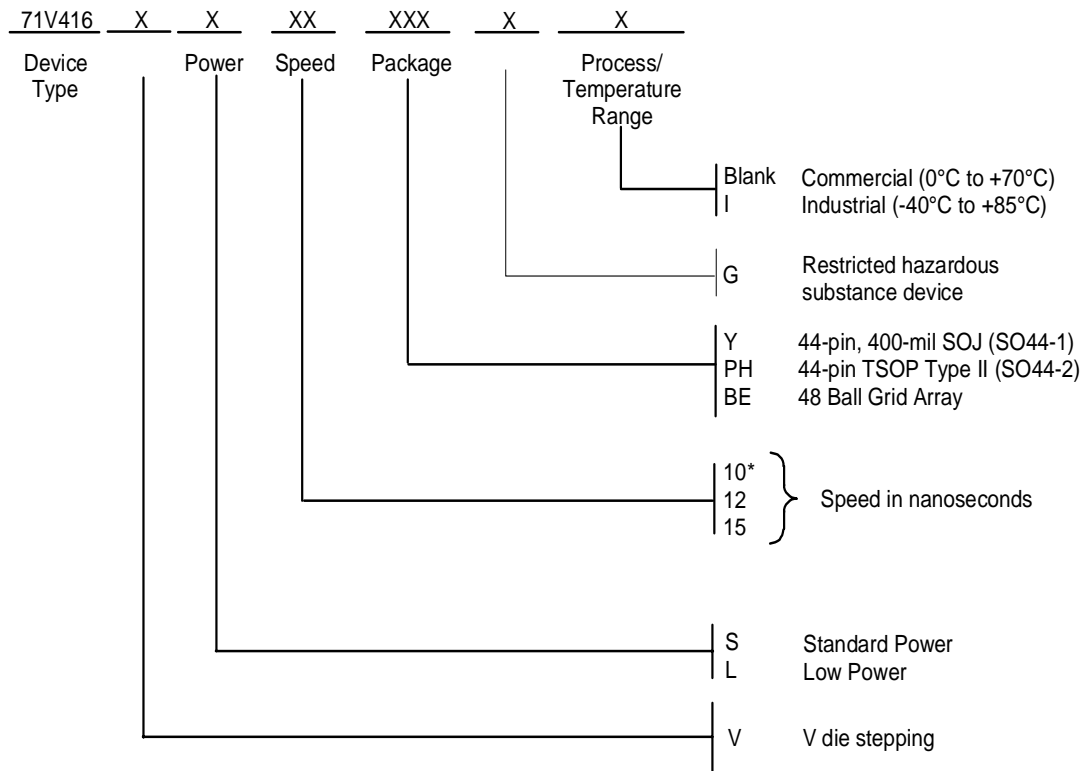 71V416 X X XX XXX X X
Device Type
Power
Speed
Package
Process/
Temperature
Range
Blank Commercial (0°C to +70°C)
I Industrial (-40°C to +85°C)
G Restricted hazardous
substance device
Y 44-pin, 400-mil SOJ (SO44-1)
PH 44-pin TSOP Type II (SO44-2)
BE 48 Ball Grid Array
10*
12 Speed in nanoseconds
15
S Standard Power
L Low Power
V V die stepping